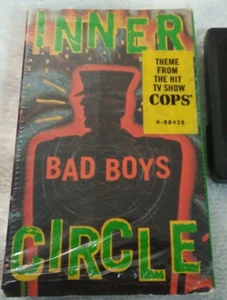 INNER
THEME
FROM
THE HIT
TV SHOW
COPS
4-98426
BAD BOYS
CIRCLE